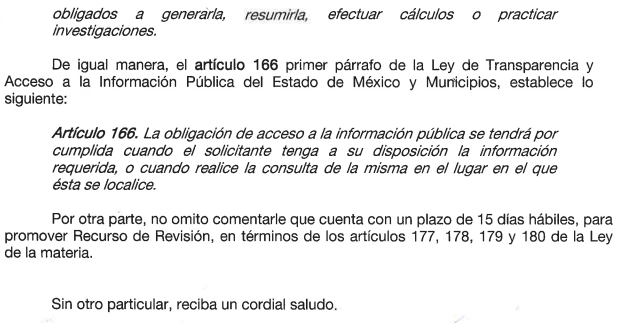 obligados a generarla, resumirla, efectuar cálculos o practicar
investigaciones.
De igual manera, el artículo 166 primer párrafo de la Ley de Transparencia y
Acceso a la Información Pública del Estado de México y Municipios, establece lo
siguiente:
Artículo 166. La obligación de acceso a la información pública se tendrá por
cumplida cuando el solicitante tenga a su disposición la información
requerida, o cuando realice la consulta de la misma en el lugar en el que
ésta se localice.
Por otra parte, no omito comentarle que cuenta con un plazo de 15 días hábiles, para
promover Recurso de Revisión, en términos de los artículos 177, 178, 179 y 180 de la Ley
de la materia.
Sin otro particular, reciba un cordial saludo.